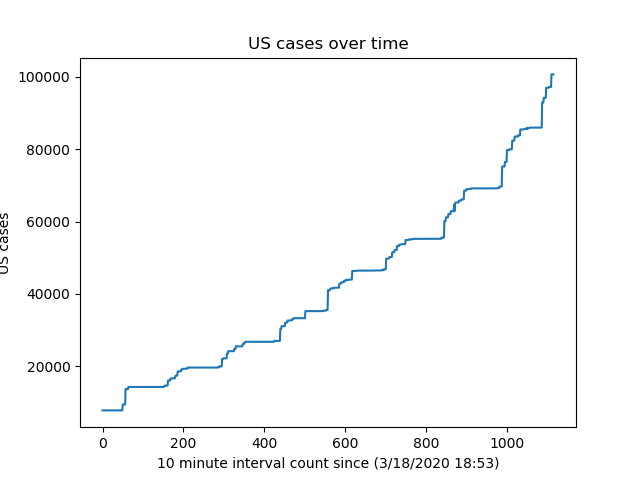 US cases over time
100000
80000
60000
40000
20000
US cases
0 200 400 600 800 1000
10 minute interval count since (3/18/2020 18:53)